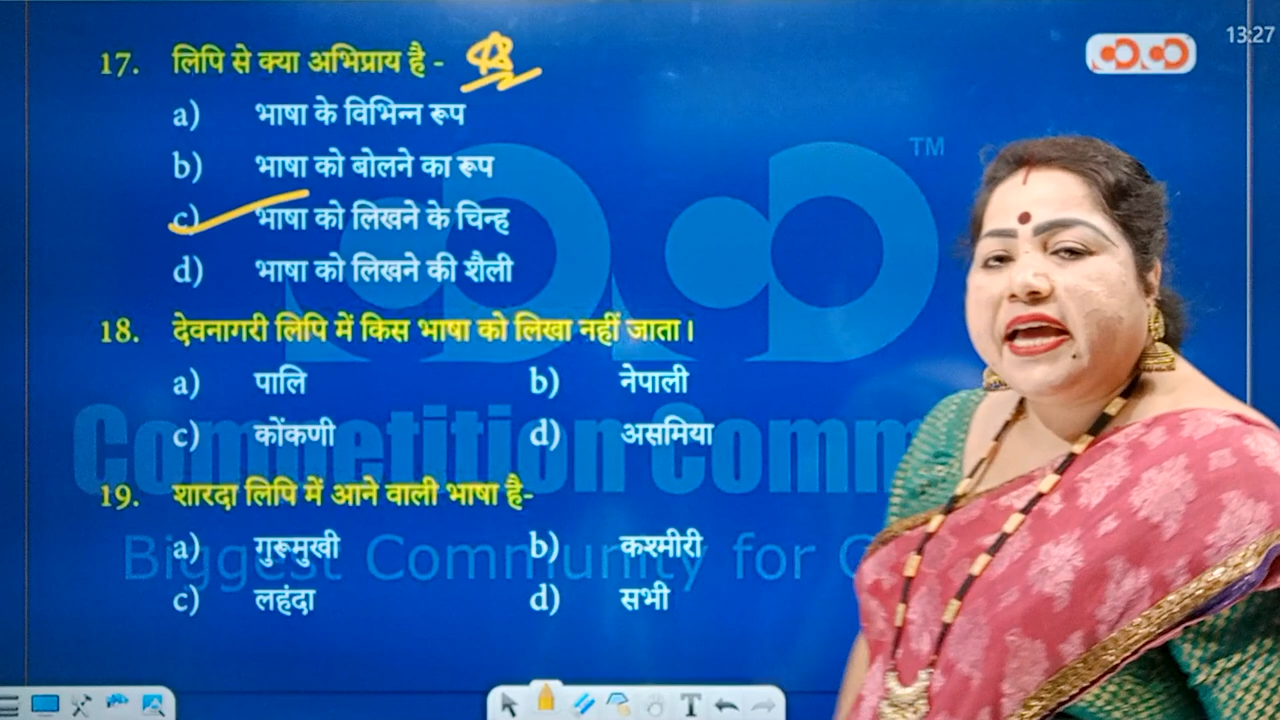 13:27
17. लिपि से क्या अभिप्राय है -
a) भाषा के विभिन्न रूप
b) भाषा को बोलने का रूप
c) भाषा को लिखने के चिन्ह
d) भाषा को लिखने की शैली
TM
18. देवनागरी लिपि में किस भाषा को लिखा नहीं जाता।
a) पालि b) नेपाली
c) कोंकणी d) असमिया
Competition Comm
19. शारदा लिपि में आने वाली भाषा है-
a) गुरूमुखी b) कश्मीरी
Biggest Community for
c) लहंदा d) सभी
T